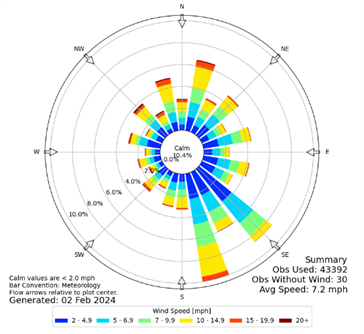 N
NW
NE
Calm
10.4%
W
0.0%
E
2.0%
4.0%
6.0%
8.0%
10.0%
SW
SE
S
Calm values are < 2.0 mph
Bar Convention: Meteorology
Flow arrows relative to plot center.
Generated: 02 Feb 2024
Summary
Obs Used: 43392
Obs Without Wind: 30
Avg Speed: 7.2 mph
Wind Speed [mph]
2 - 4.9 5 - 6.9 7 - 9.9 10 - 14.9 15 - 19.9 20+